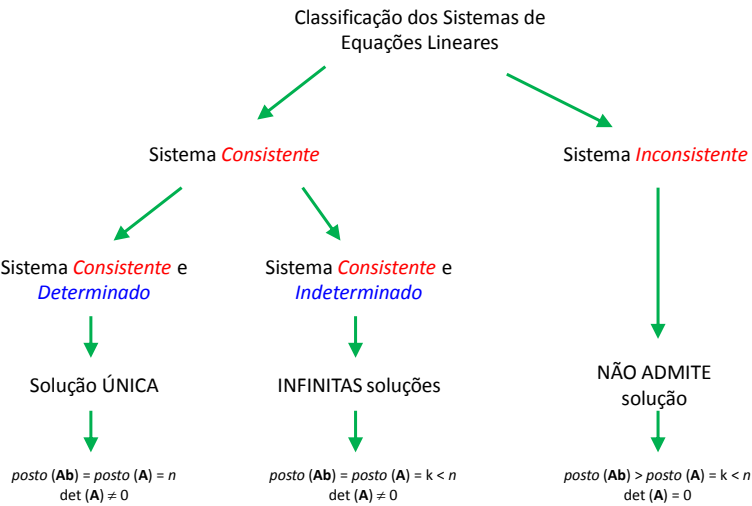 Classificação dos Sistemas de
Equações Lineares
Sistema Consistente
Sistema Inconsistente
Sistema Consistente e
Determinado
Sistema Consistente e
Indeterminado
Solução ÚNICA
INFINITAS soluções
NÃO ADMITE
solução
posto (Ab) = posto (A) = n
det (A) ≠ 0
posto (Ab) = posto (A) = k < n
det (A) ≠ 0
posto (Ab) > posto (A) = k < n
det (A) = 0